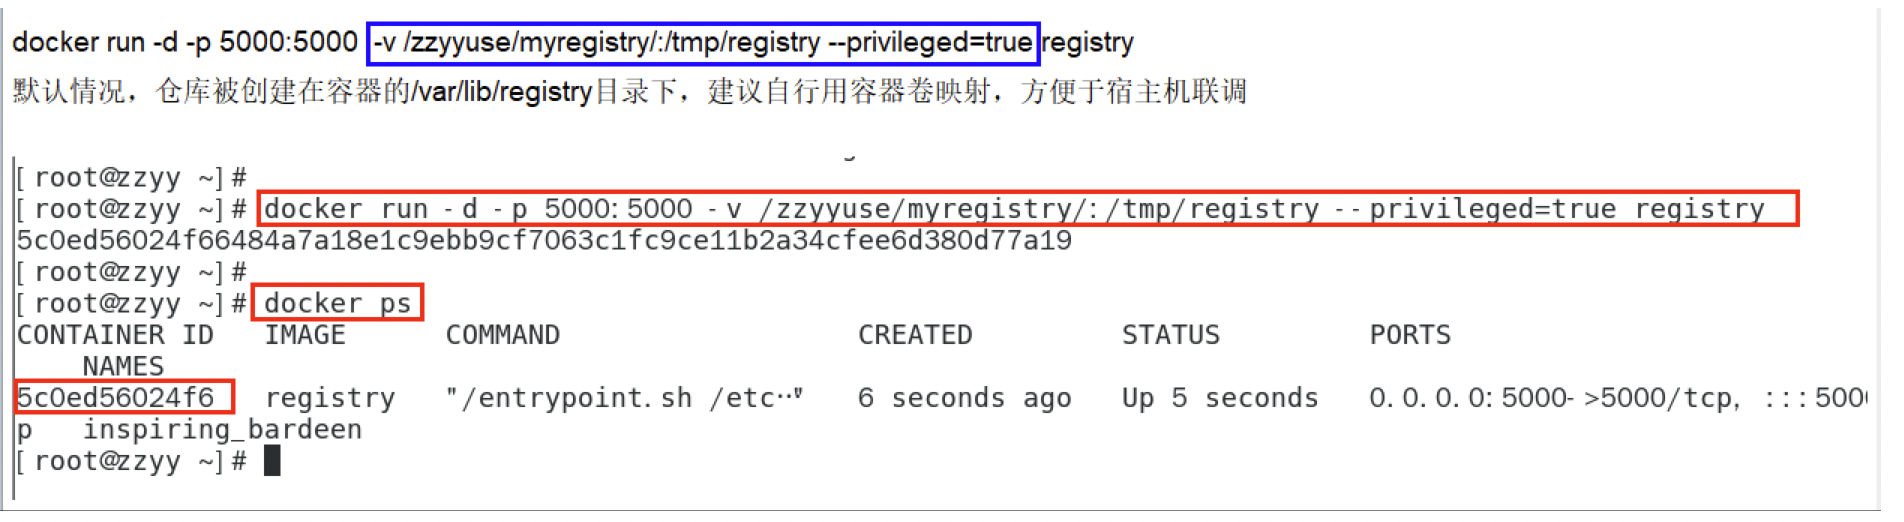 docker run -d -p 5000:5000 -v /zzyyuse/myregistry/:/tmp/registry --privileged=true registry
默认情况，仓库被创建在容器的/var/lib/registry目录下，建议自行用容器卷映射，方便于宿主机联调
[root@zzyy ~]#
[root@zzyy ~]# docker run -d -p 5000:5000 -v /zzyyuse/myregistry/:/tmp/registry --privileged=true registry
5c0ed56024f66484a7a18e1c9ebb9cf7063c1fc9ce11b2a34cfee6d380d77a19
[root@zzyy ~]#
[root@zzyy ~]# docker ps
CONTAINER ID   IMAGE      COMMAND                  CREATED         STATUS         PORTS
    NAMES
5c0ed56024f6   registry   "/entrypoint.sh /etc…"   6 seconds ago   Up 5 seconds   0.0.0.0:5000->5000/tcp, :::500
p   inspiring_bardeen
[root@zzyy ~]#